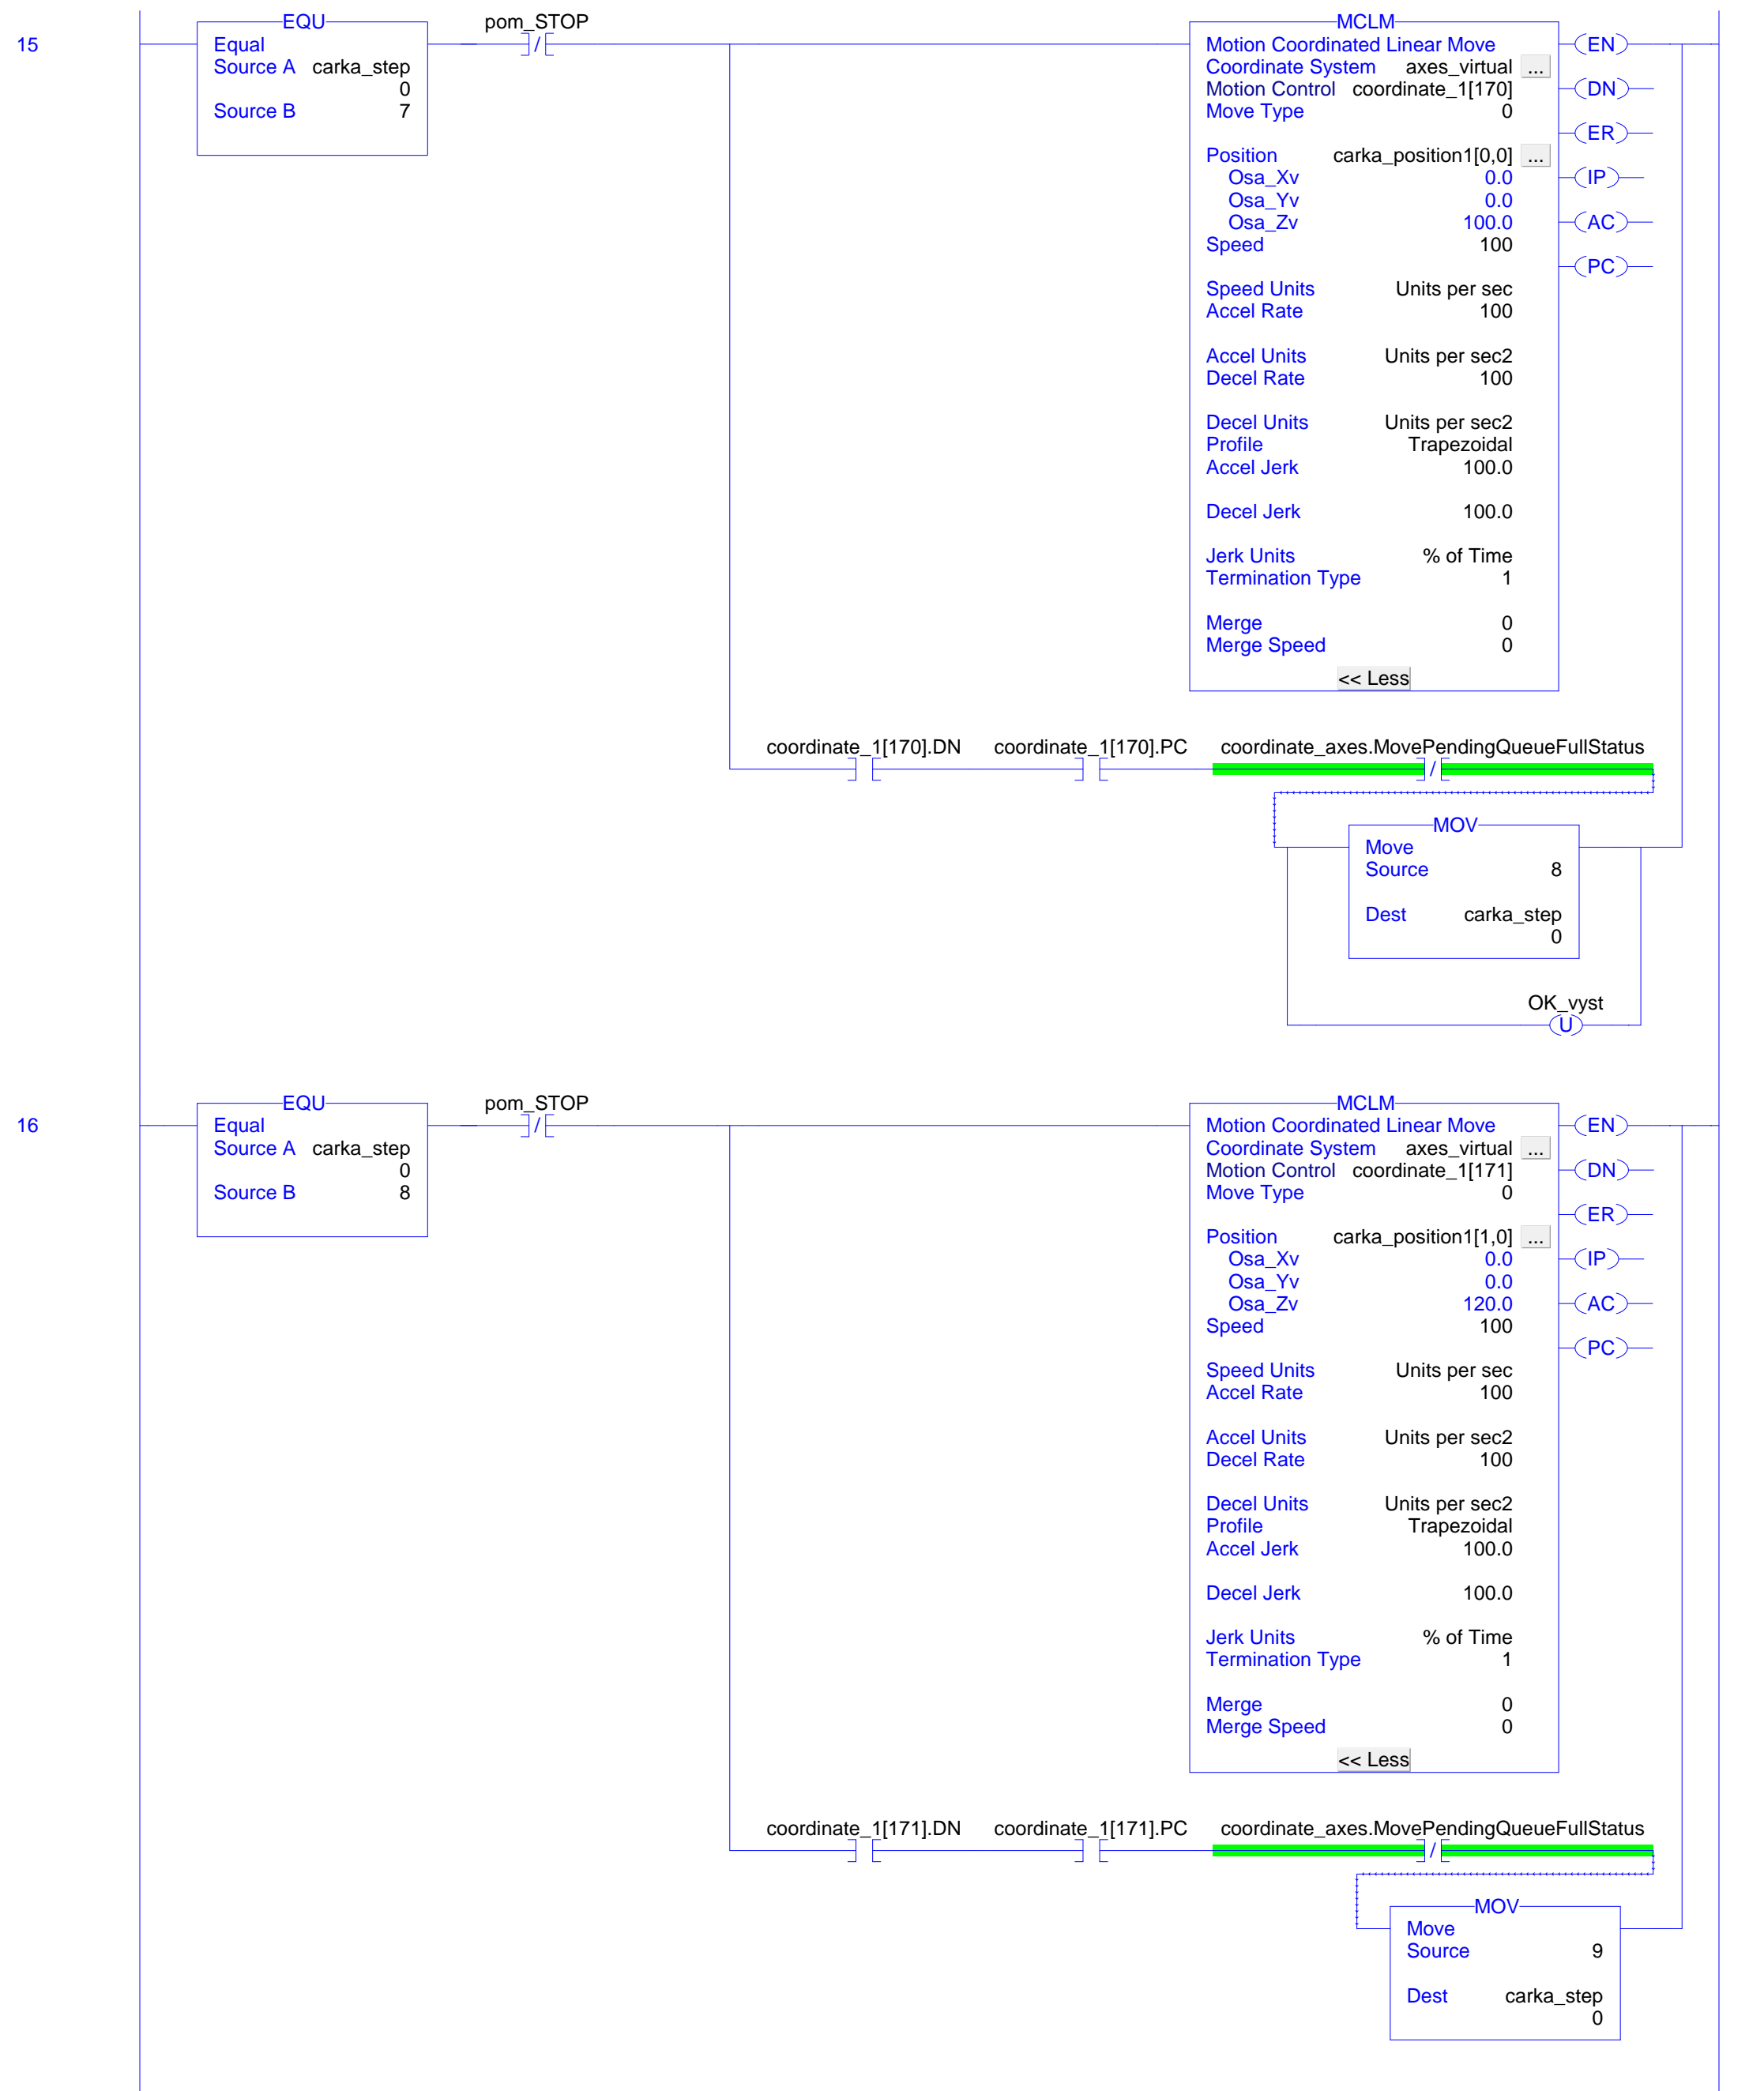 15
EQU
Equal
Source A carka_step
0
Source B 7
pom_STOP
MCLM
Motion Coordinated Linear Move
Coordinate System axes_virtual ...
Motion Control coordinate_1[170]
Move Type 0
Position carka_position1[0,0] ...
Osa_Xv 0.0
Osa_Yv 0.0
Osa_Zv 100.0
Speed 100
Speed Units Units per sec
Accel Rate 100
Accel Units Units per sec2
Decel Rate 100
Decel Units Units per sec2
Profile Trapezoidal
Accel Jerk 100.0
Decel Jerk 100.0
Jerk Units % of Time
Termination Type 1
Merge 0
Merge Speed 0
<< Less
EN
DN
ER
IP
AC
PC
coordinate_1[170].DN coordinate_1[170].PC coordinate_axes.MovePendingQueueFullStatus
MOV
Move
Source 8
Dest carka_step
0
OK_vyst
U
16
EQU
Equal
Source A carka_step
0
Source B 8
pom_STOP
MCLM
Motion Coordinated Linear Move
Coordinate System axes_virtual ...
Motion Control coordinate_1[171]
Move Type 0
Position carka_position1[1,0] ...
Osa_Xv 0.0
Osa_Yv 0.0
Osa_Zv 120.0
Speed 100
Speed Units Units per sec
Accel Rate 100
Accel Units Units per sec2
Decel Rate 100
Decel Units Units per sec2
Profile Trapezoidal
Accel Jerk 100.0
Decel Jerk 100.0
Jerk Units % of Time
Termination Type 1
Merge 0
Merge Speed 0
<< Less
EN
DN
ER
IP
AC
PC
coordinate_1[171].DN coordinate_1[171].PC coordinate_axes.MovePendingQueueFullStatus
MOV
Move
Source 9
Dest carka_step
0